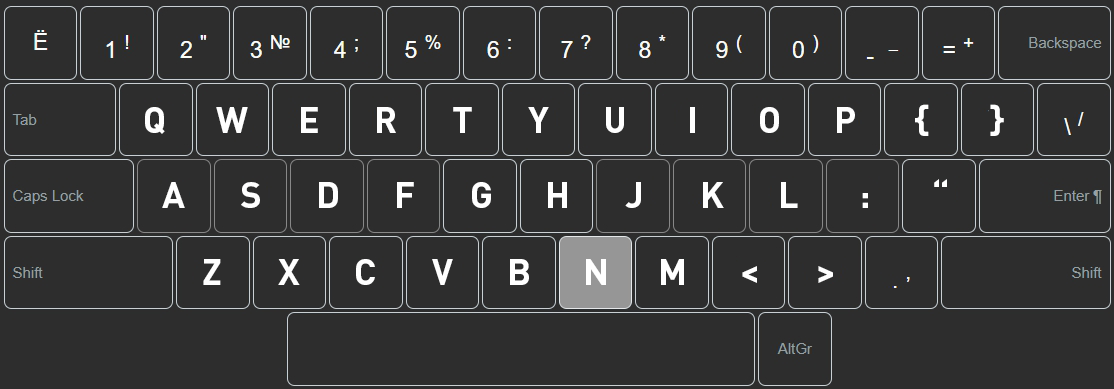 Ё 1 ! 2 " 3 № 4 ; 5 % 6 : 7 ? 8 * 9 ( 0 ) - _ = + Backspace
Tab Q W E R T Y U I O P { } \ /
Caps Lock A S D F G H J K L : “ Enter ¶
Shift Z X C V B N M < > . , Shift
AltGr